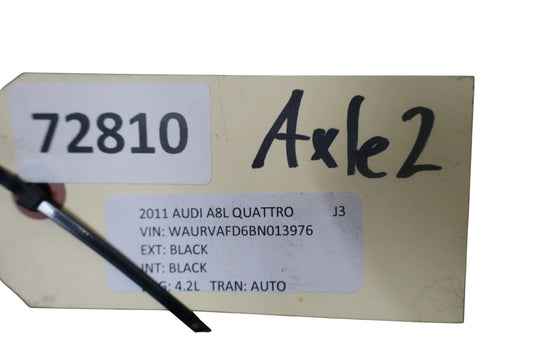 72810
Axle2
2011 AUDI A8L QUATTRO J3
VIN: WAURVAFD6BN013976
EXT: BLACK
INT: BLACK
4.2L TRAN: AUTO